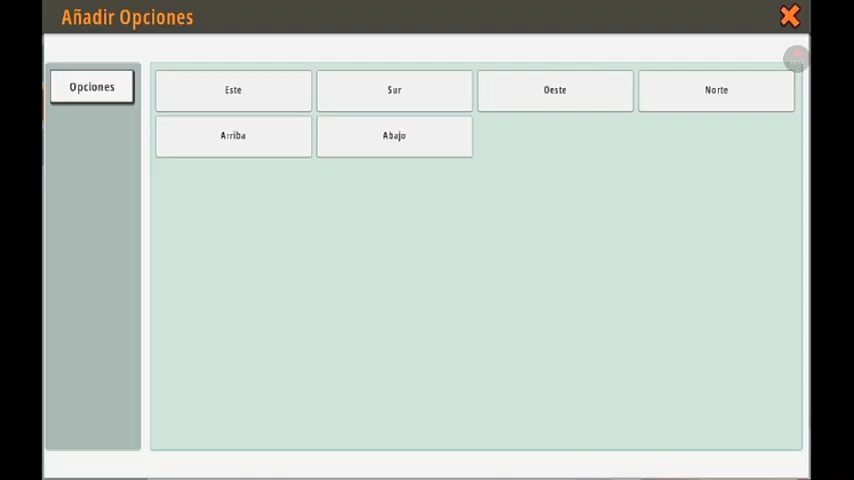 Añadir Opciones
Opciones
Este
Sur
Oeste
Norte
Arriba
Abajo